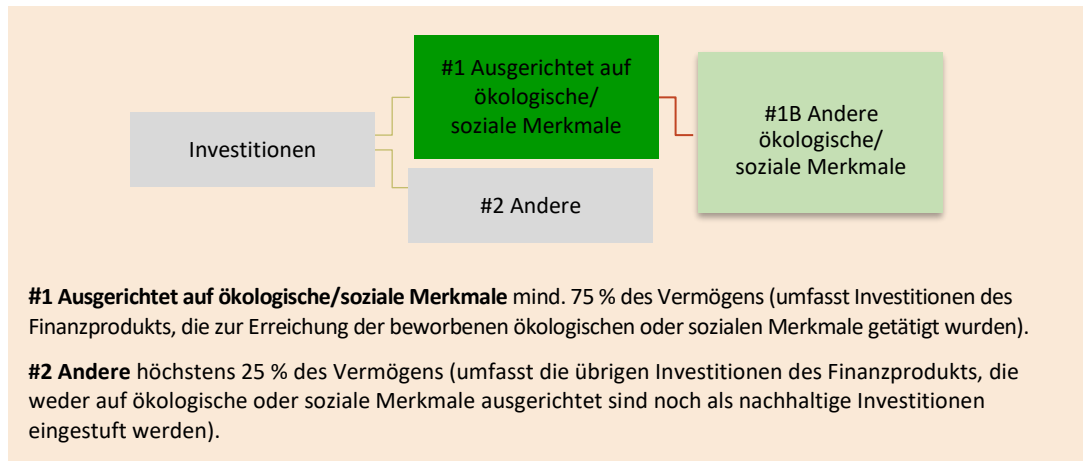 #1 Ausgerichtet auf
ökologische/
soziale Merkmale
#1B Andere
ökologische/
soziale Merkmale
Investitionen
#2 Andere
#1 Ausgerichtet auf ökologische/soziale Merkmale mind. 75 % des Vermögens (umfasst Investitionen des
Finanzprodukts, die zur Erreichung der beworbenen ökologischen oder sozialen Merkmale getätigt wurden).
#2 Andere höchstens 25 % des Vermögens (umfasst die übrigen Investitionen des Finanzprodukts, die
weder auf ökologische oder soziale Merkmale ausgerichtet sind noch als nachhaltige Investitionen
eingestuft werden).